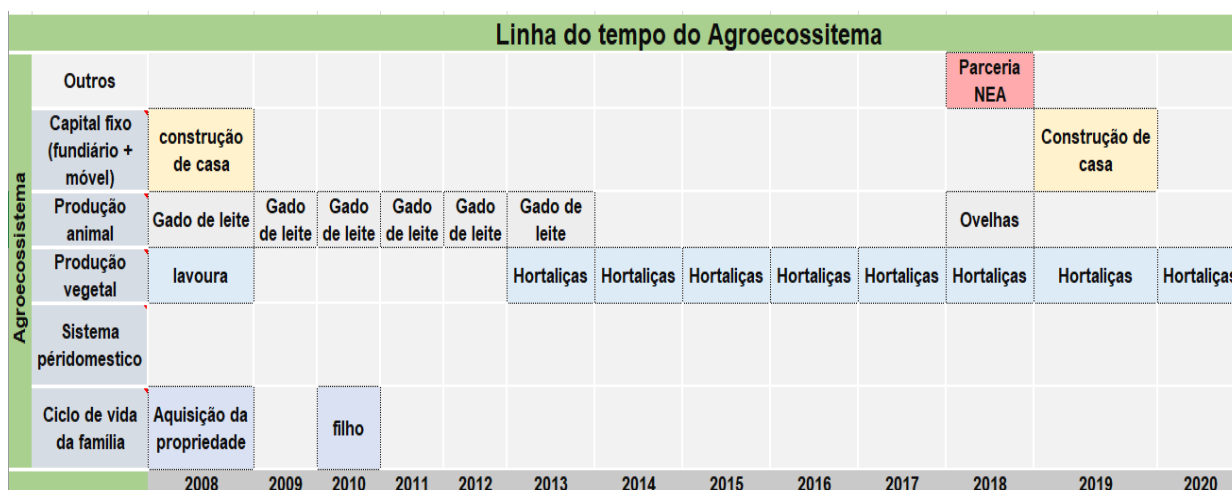 Linha do tempo do Agroecossitema
Agroecossistema
Outros
Parceria
NEA
Capital fixo
(fundiário +
móvel)
construção
de casa
Construção de
casa
Produção
animal
Gado de leite
Gado
de leite
Gado
de leite
Gado
de leite
Gado
de leite
Gado de
leite
Ovelhas
Produção
vegetal
lavoura
Hortaliças
Hortaliças
Hortaliças
Hortaliças
Hortaliças
Hortaliças
Hortaliças
Hortaliças
Sistema
péridomestico
Ciclo de vida
da família
Aquisição da
propriedade
filho
2008 2009 2010 2011 2012 2013 2014 2015 2016 2017 2018 2019 2020